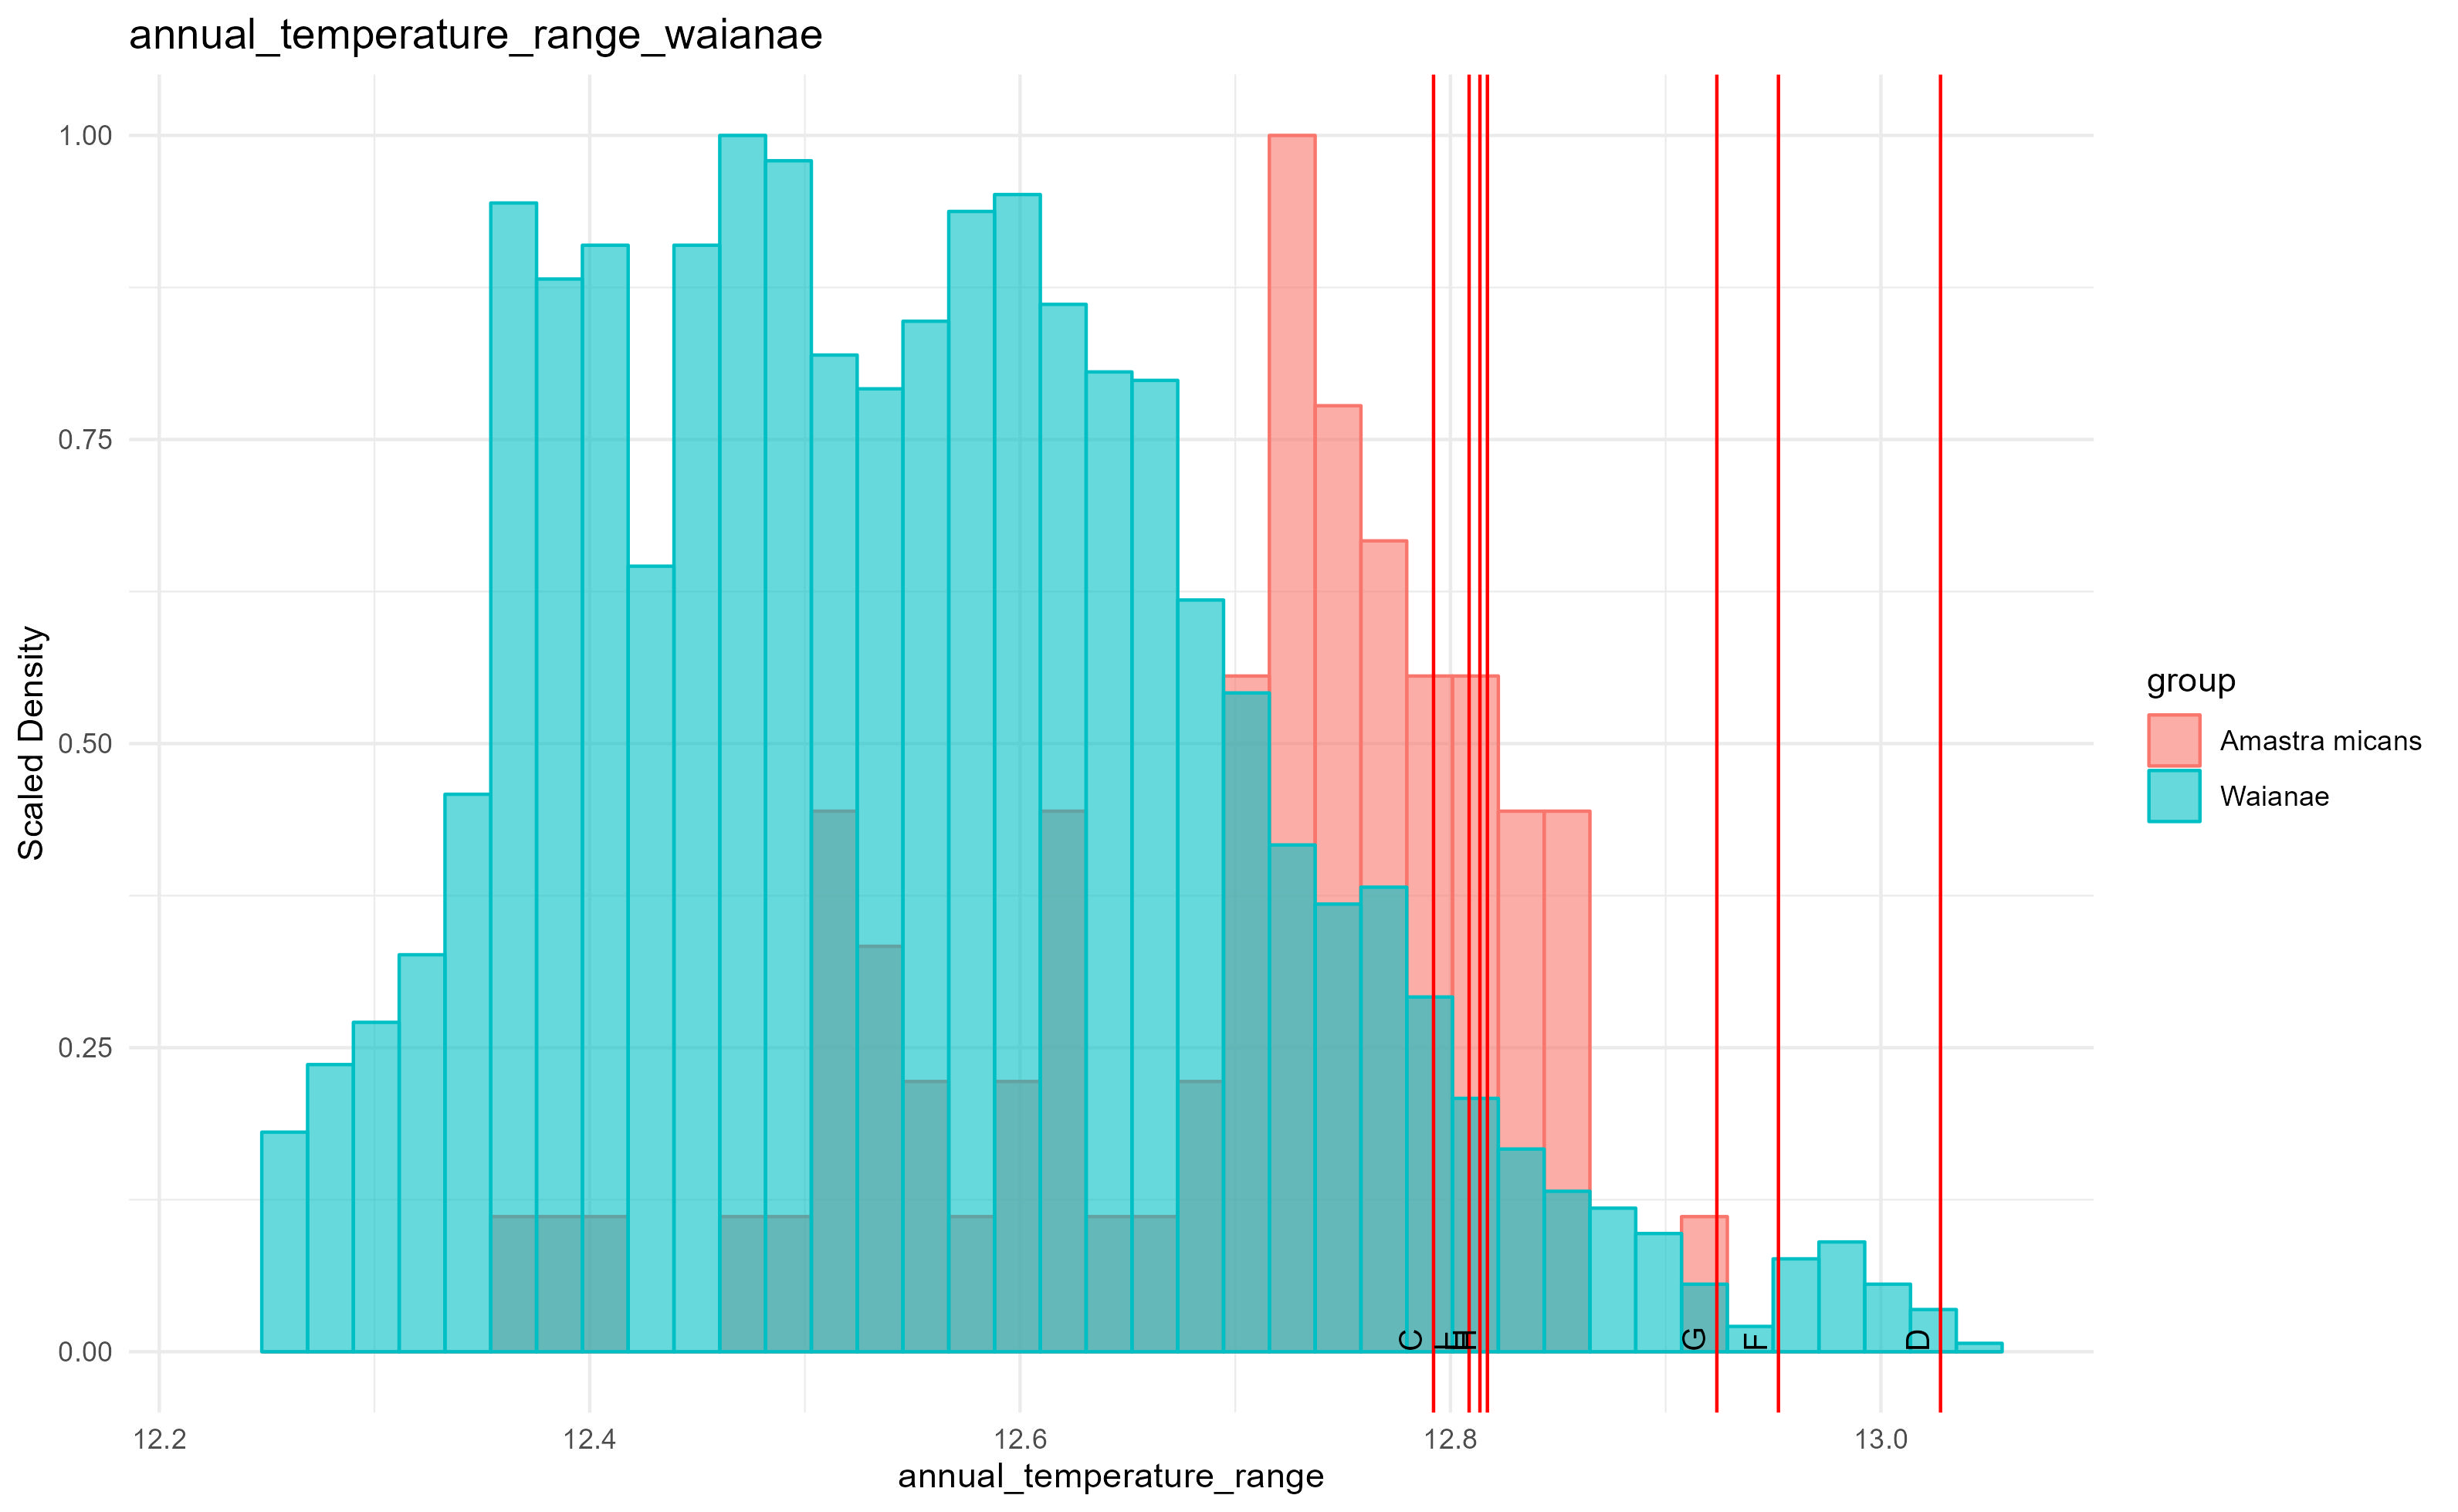 annual_temperature_range_waianae
1.00
0.75
0.50
0.25
0.00
Scaled Density
C
G
F
D
12.2
12.4
12.6
12.8
13.0
annual_temperature_range
group
Amastra micans
Waianae